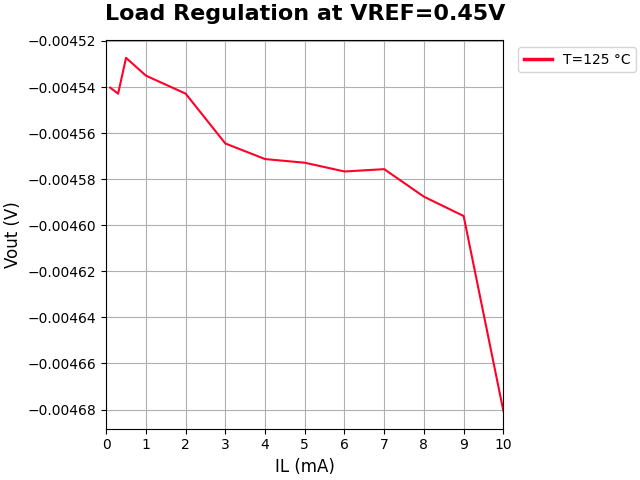 Load Regulation at VREF=0.45V
T=125 °C
Vout (V)
−0.00452
−0.00454
−0.00456
−0.00458
−0.00460
−0.00462
−0.00464
−0.00466
−0.00468
0 1 2 3 4 5 6 7 8 9 10
IL (mA)